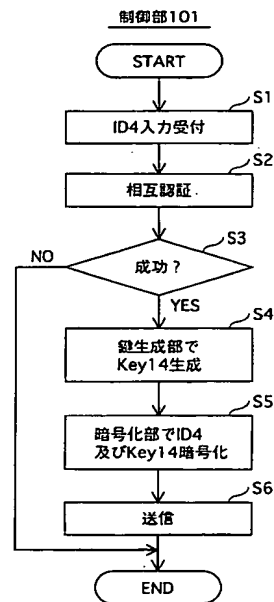 制御部101
START
S1
ID4入力受付
S2
相互認証
S3
NO
成功？
YES
S4
鍵生成部で
Key14生成
S5
暗号化部でID4
及びKey14暗号化
S6
送信
END